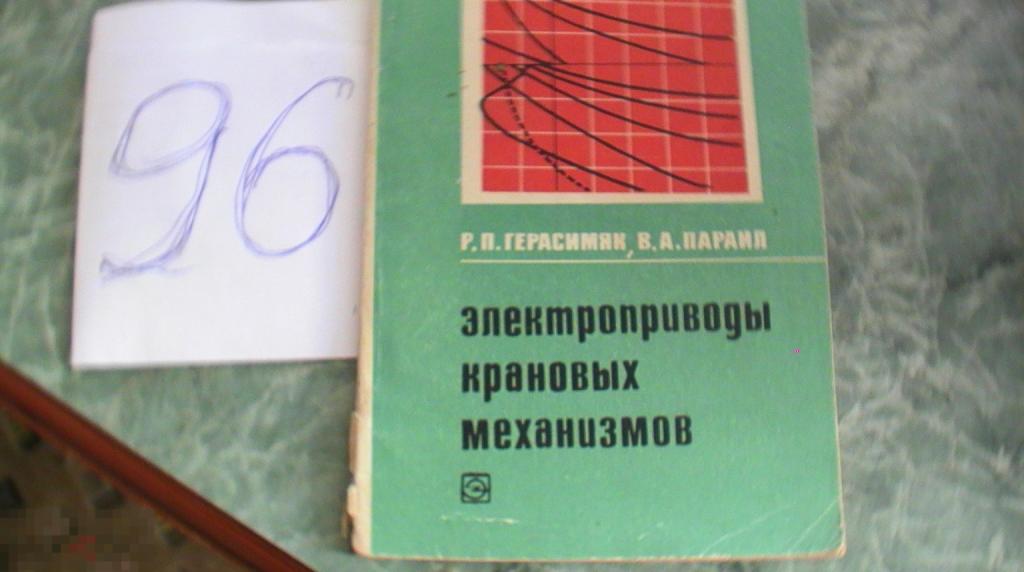 96
Р. П. ГЕРАСИМЯК, В. А. ПАРАИЛ
электроприводы
крановых
механизмов